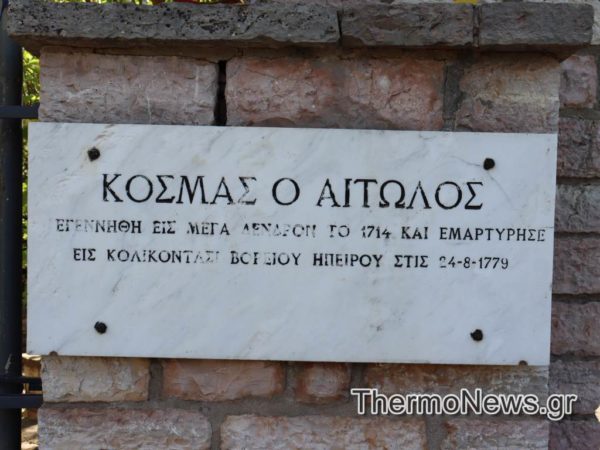 ΚΟΣΜΑΣ Ο ΑΙΤΩΛΟΣ
ΕΓΕΝΝΗΘΗ ΕΙΣ ΜΕΓΑ ΔΕΝΔΡΟΝ ΤΟ 1714 ΚΑΙ ΕΜΑΡΤΥΡΗΣΕ
ΕΙΣ ΚΟΛΙΚΟΝΤΑΣΙ ΒΟΡΕΙΟΥ ΗΠΕΙΡΟΥ ΣΤΙΣ 24-8-1779
ThermoNews.gr